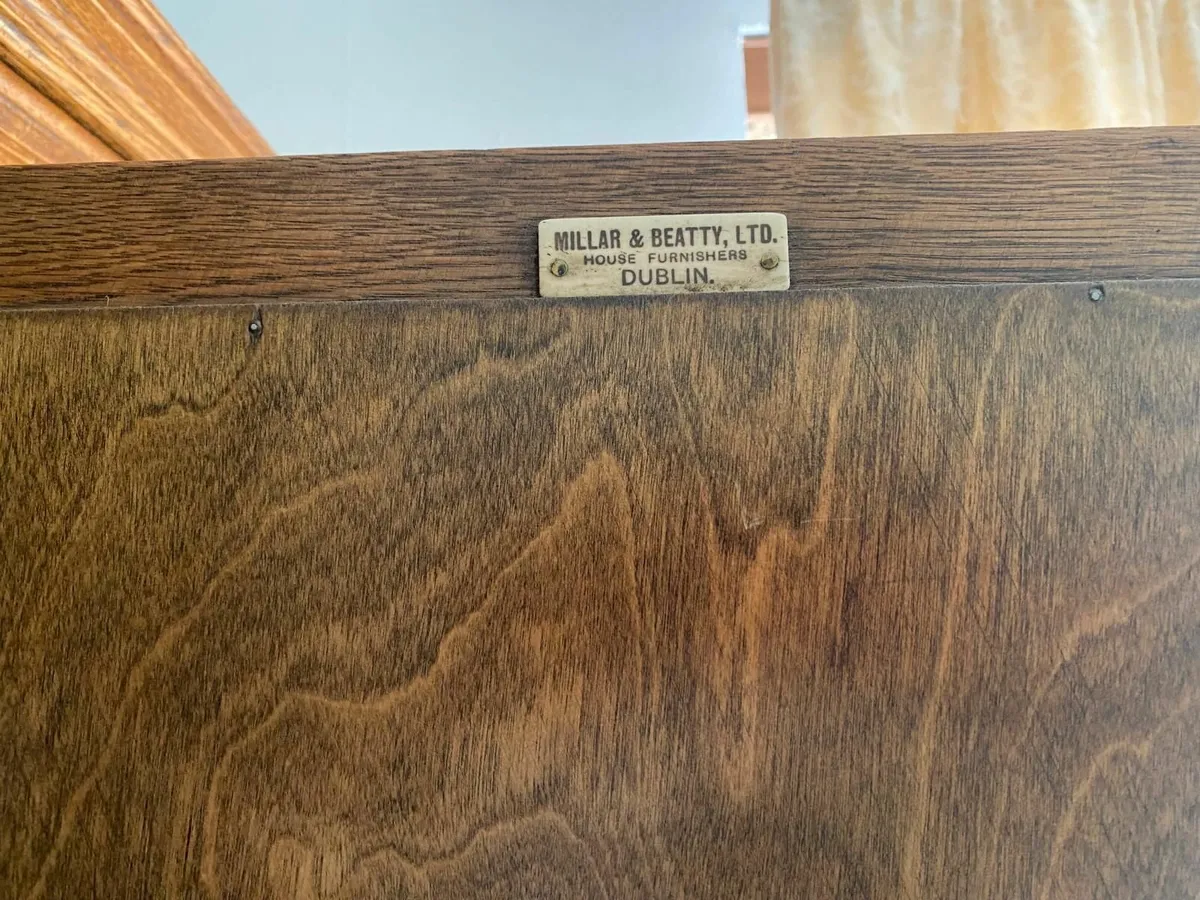 MILLAR & BEATTY, LTD.
HOUSE FURNISHERS
DUBLIN.